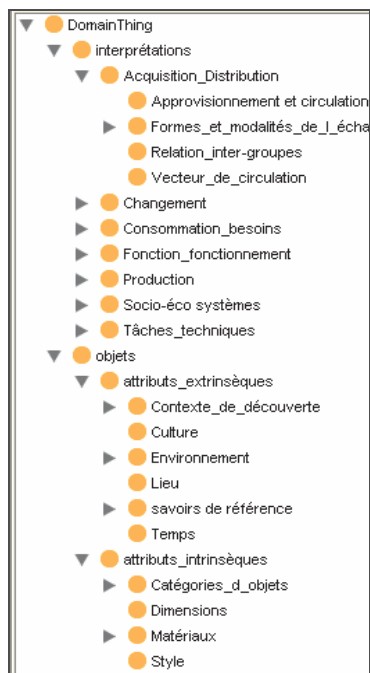 DomainThing
interprétations
Acquisition_Distribution
Approvisionnement et circulation
Formes_et_modalités_de_l_écha
Relation_inter-groupes
Vecteur_de_circulation
Changement
Consommation_besoins
Fonction_fonctionnement
Production
Socio-éco systèmes
Tâches_techniques
objets
attributs_extrinsèques
Contexte_de_découverte
Culture
Environnement
Lieu
savoirs de référence
Temps
attributs_intrinsèques
Catégories_d_objets
Dimensions
Matériaux
Style